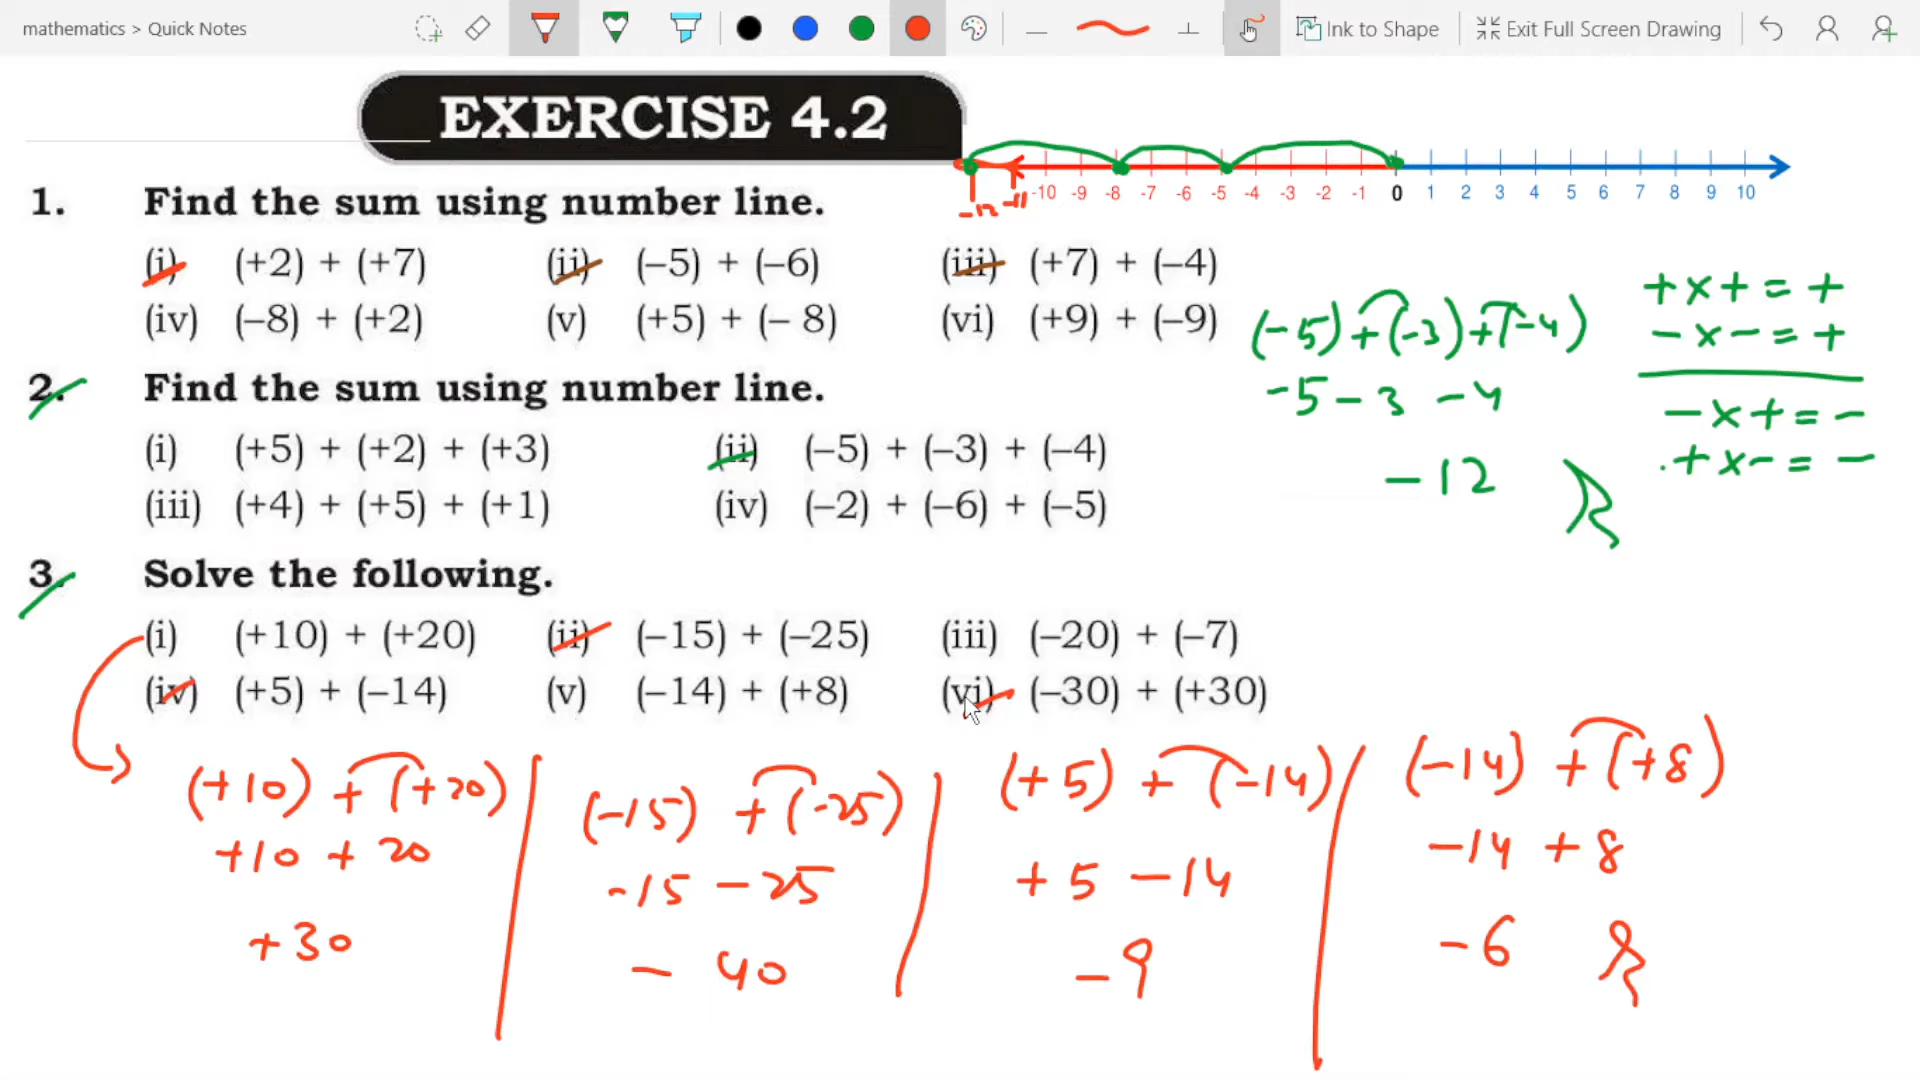 mathematics > Quick Notes
Ink to Shape
Exit Full Screen Drawing
EXERCISE 4.2
-12 -11 -10 -9 -8 -7 -6 -5 -4 -3 -2 -1 0 1 2 3 4 5 6 7 8 9 10
1. Find the sum using number line.
(i) (+2) + (+7) (ii) (–5) + (–6) (iii) (+7) + (–4)
(iv) (–8) + (+2) (v) (+5) + (– 8) (vi) (+9) + (–9)
2. Find the sum using number line.
(i) (+5) + (+2) + (+3) (ii) (–5) + (–3) + (–4)
(iii) (+4) + (+5) + (+1) (iv) (–2) + (–6) + (–5)
(-5)+(-3)+(-4)
-5 - 3 - 4
-12
+ x + = +
- x - = +
- x + = -
+ x - = -
3. Solve the following.
(i) (+10) + (+20) (ii) (–15) + (–25) (iii) (–20) + (–7)
(iv) (+5) + (–14) (v) (–14) + (+8) (vi) (–30) + (+30)
(+10) + (+20)
+10 + 20
+30
(-15) + (-25)
-15 - 25
- 40
(+5) + (-14)
+5 - 14
-9
(-14) + (+8)
-14 + 8
-6